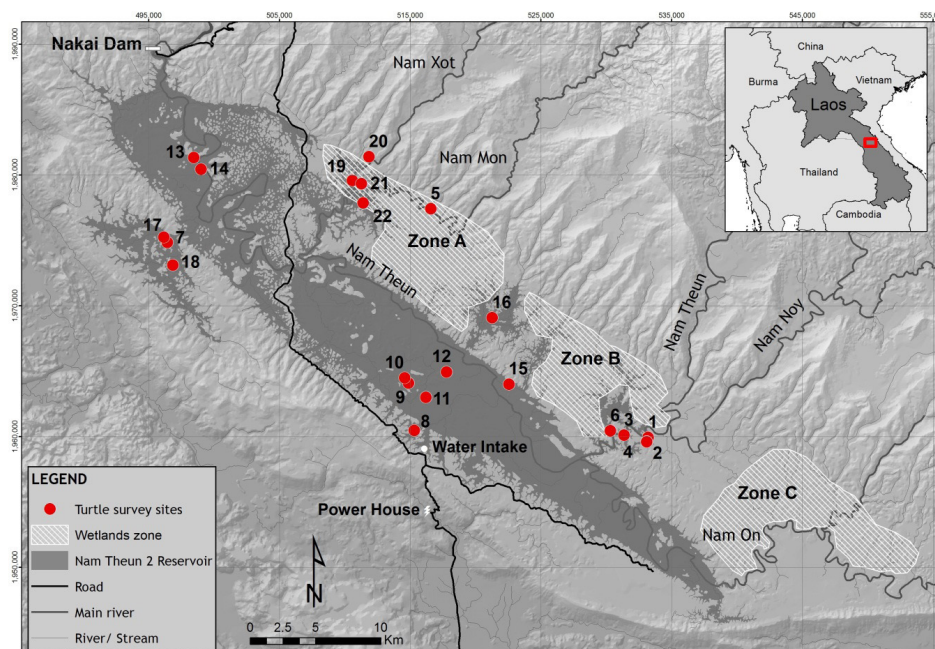 495,000 505,000 515,000 525,000 535,000 545,000 555,0
1,990,000
1,980,000
1,970,000
1,960,000
1,950,000
Nakai Dam
Nam Xot
Nam Mon
13
14
20
19
21
22
5
17
7
18
Zone A
Nam Theun
16
Nam Theun
Nam Noy
Zone B
12
15
10
9
11
8
6
3
1
4
2
Water Intake
Power House
Zone C
Nam On
China
Burma
Vietnam
Laos
Thailand
Cambodia
LEGEND
Turtle survey sites
Wetlands zone
Nam Theun 2 Reservoir
Road
Main river
River/ Stream
N
0 2.5 5 10
Km